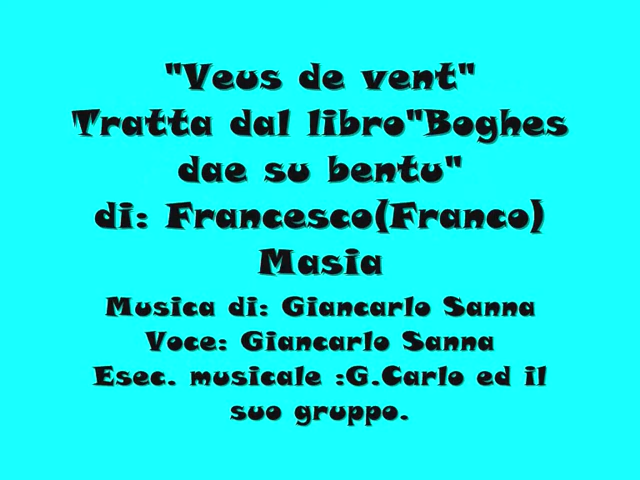 "Veus de vent"
Tratta dal libro"Boghes
dae su bentu"
di: Francesco(Franco)
Masia
Musica di: Giancarlo Sanna
Voce: Giancarlo Sanna
Esec. musicale :G.Carlo ed il
suo gruppo.